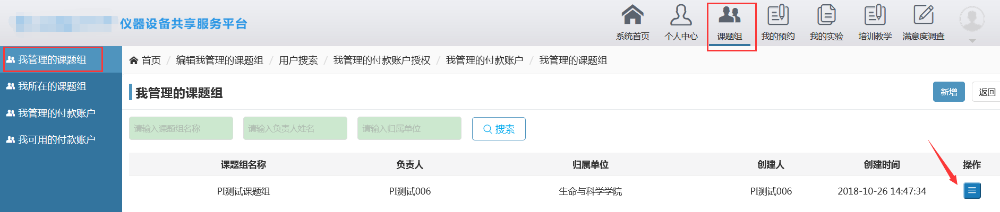 仪器设备共享服务平台
系统首页 个人中心 课题组 我的预约 我的实验 培训教学 满意度调查
我管理的课题组
我所在的课题组
我管理的付款账户
我可用的付款账户
首页 / 编辑我管理的课题组 / 用户搜索 / 我管理的付款账户授权 / 我管理的付款账户 / 我管理的课题组
我管理的课题组
新增 返回
请输入课题组名称 请输入负责人姓名 请输入归属单位 搜索
课题组名称 负责人 归属单位 创建人 创建时间 操作
PI测试课题组 PI测试006 生命与科学学院 PI测试006 2018-10-26 14:47:34